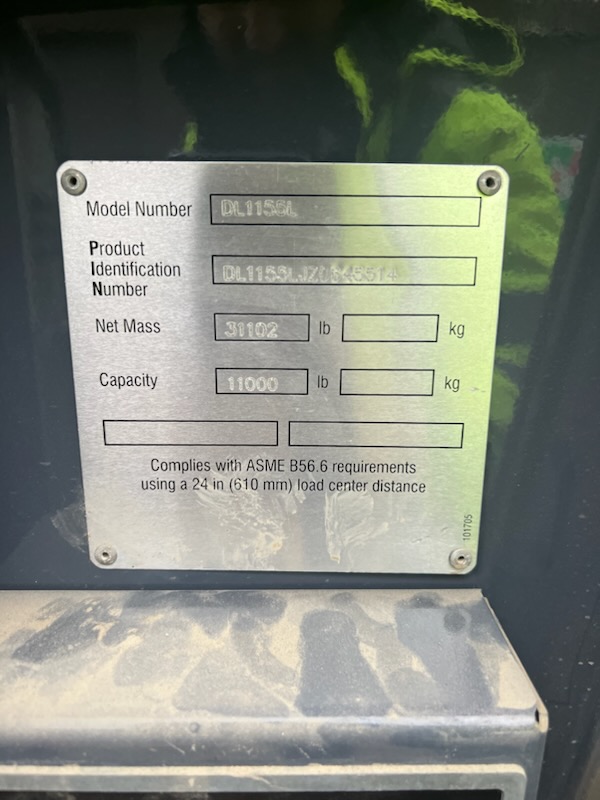 Model Number DL1155L
Product
Identification
Number
Net Mass 31102 lb kg
Capacity 11000 lb kg
Complies with ASME B56.6 requirements
using a 24 in (610 mm) load center distance
101705